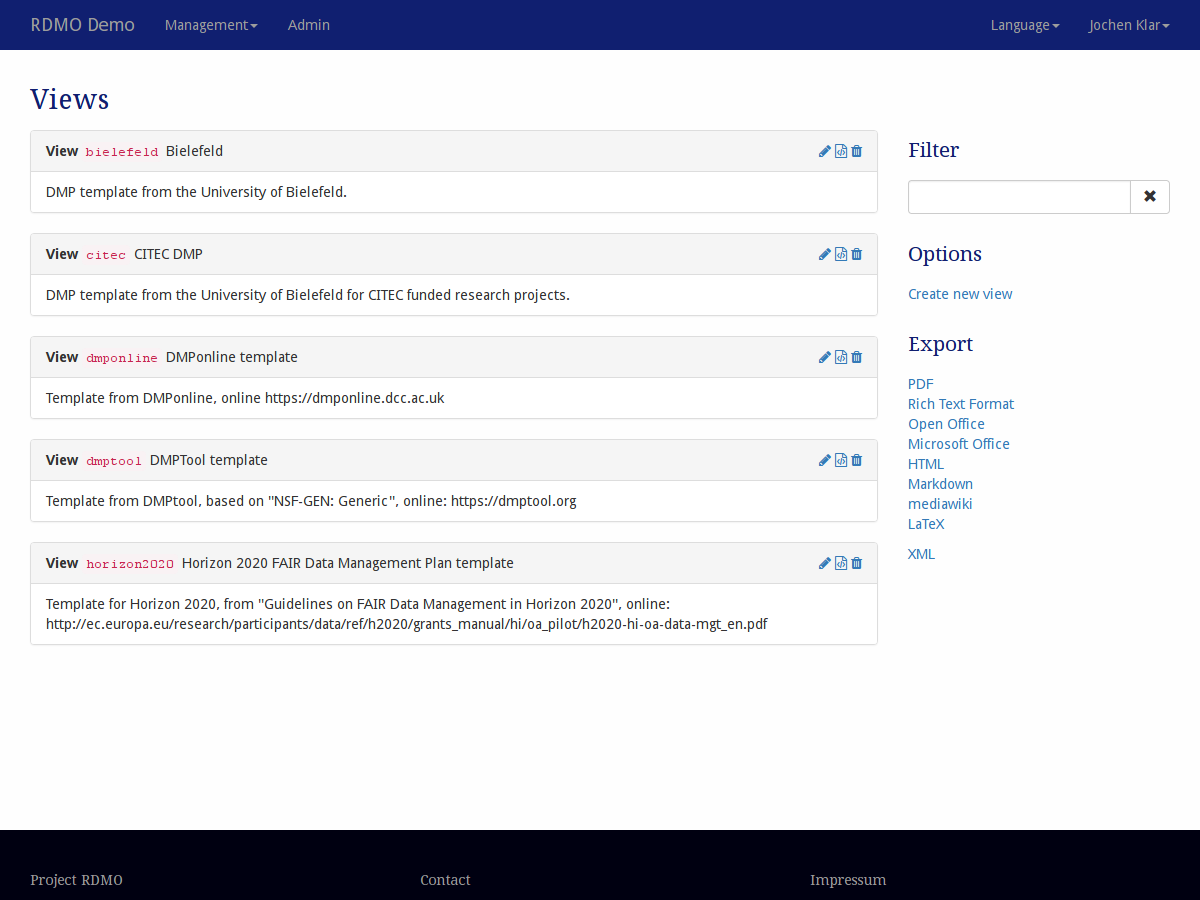 RDMO Demo Management Admin Language Jochen Klar
Views
View bielefeld Bielefeld
DMP template from the University of Bielefeld.
View citec CITEC DMP
DMP template from the University of Bielefeld for CITEC funded research projects.
View dmponline DMPonline template
Template from DMPonline, online https://dmponline.dcc.ac.uk
View dmptool DMPTool template
Template from DMPtool, based on "NSF-GEN: Generic", online: https://dmptool.org
View horizon2020 Horizon 2020 FAIR Data Management Plan template
Template for Horizon 2020, from "Guidelines on FAIR Data Management in Horizon 2020", online:
http://ec.europa.eu/research/participants/data/ref/h2020/grants_manual/hi/oa_pilot/h2020-hi-oa-data-mgt_en.pdf
Filter
Options
Create new view
Export
PDF
Rich Text Format
Open Office
Microsoft Office
HTML
Markdown
mediawiki
LaTeX
XML
Project RDMO Contact Impressum